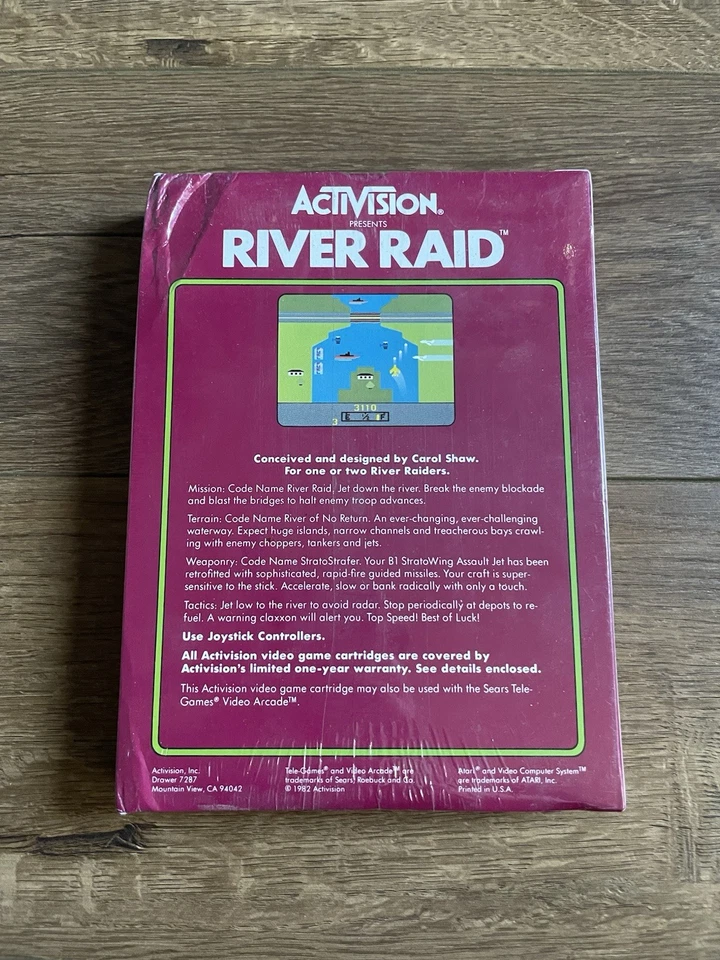 ACTIVISION®
PRESENTS
RIVER RAID™
3110
E ½ F
3
Conceived and designed by Carol Shaw.
For one or two River Raiders.
Mission: Code Name River Raid, Jet down the river. Break the enemy blockade
and blast the bridges to halt enemy troop advances.
Terrain: Code Name River of No Return. An ever-changing, ever-challenging
waterway. Expect huge islands, narrow channels and treacherous bays crawl-
ing with enemy choppers, tankers and jets.
Weaponry: Code Name StratoStrafer. Your B1 StratoWing Assault Jet has been
retrofitted with sophisticated, rapid-fire guided missiles. Your craft is super-
sensitive to the stick. Accelerate, slow or bank radically with only a touch.
Tactics: Jet low to the river to avoid radar. Stop periodically at depots to re-
fuel. A warning claxxon will alert you. Top Speed! Best of Luck!
Use Joystick Controllers.
All Activision video game cartridges are covered by
Activision's limited one-year warranty. See details enclosed.
This Activision video game cartridge may also be used with the Sears Tele-
Games® Video Arcade™.
Activision, Inc.
Drawer 7287
Mountain View, CA 94042
Tele-Games® and Video Arcade™ are
trademarks of Sears, Roebuck and Co.
© 1982 Activision
Atari® and Video Computer System™
are trademarks of ATARI, Inc.
Printed in U.S.A.